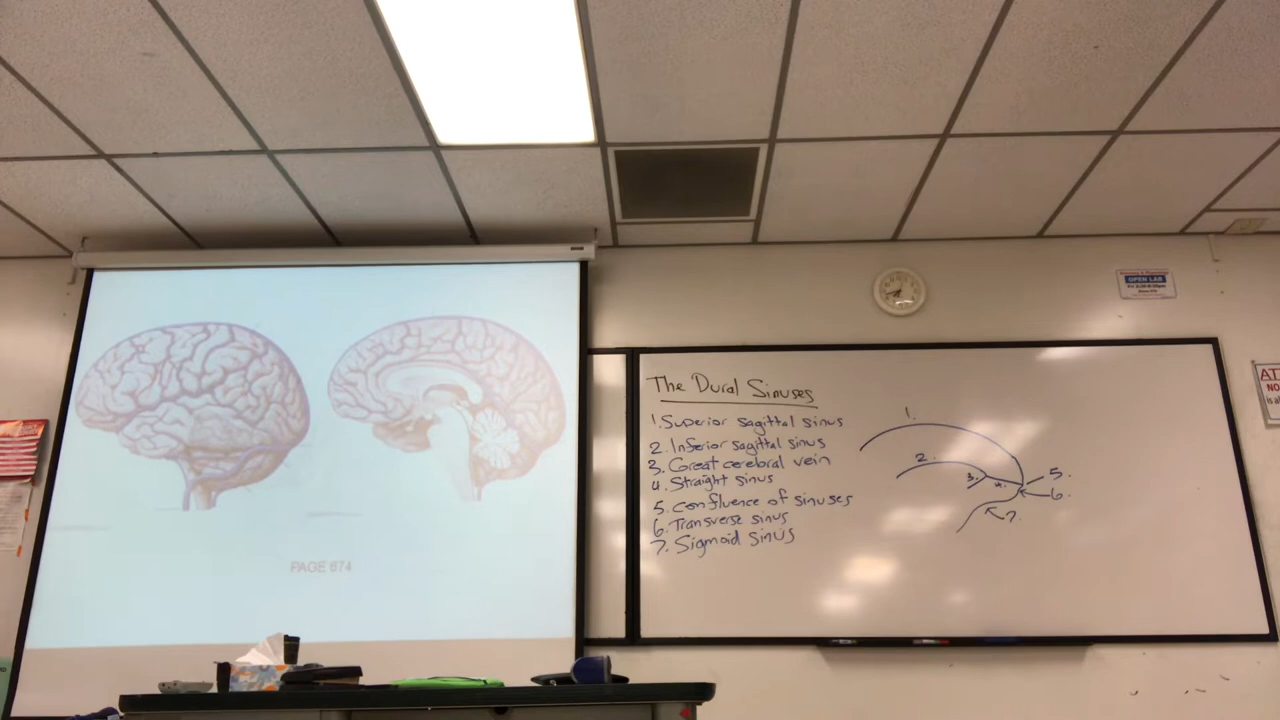 PAGE 674
The Dural Sinuses
1. Superior sagittal sinus
2. Inferior sagittal sinus
3. Great cerebral vein
4. Straight sinus
5. confluence of sinuses
6. Transverse sinus
7. Sigmoid sinus
1.
2.
3.
4.
5.
6.
7.
OPEN LAB
NO